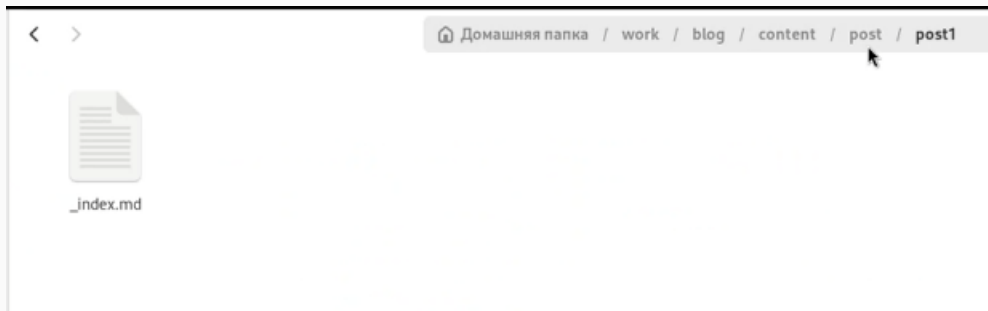 Домашняя папка / work / blog / content / post / post1
_index.md